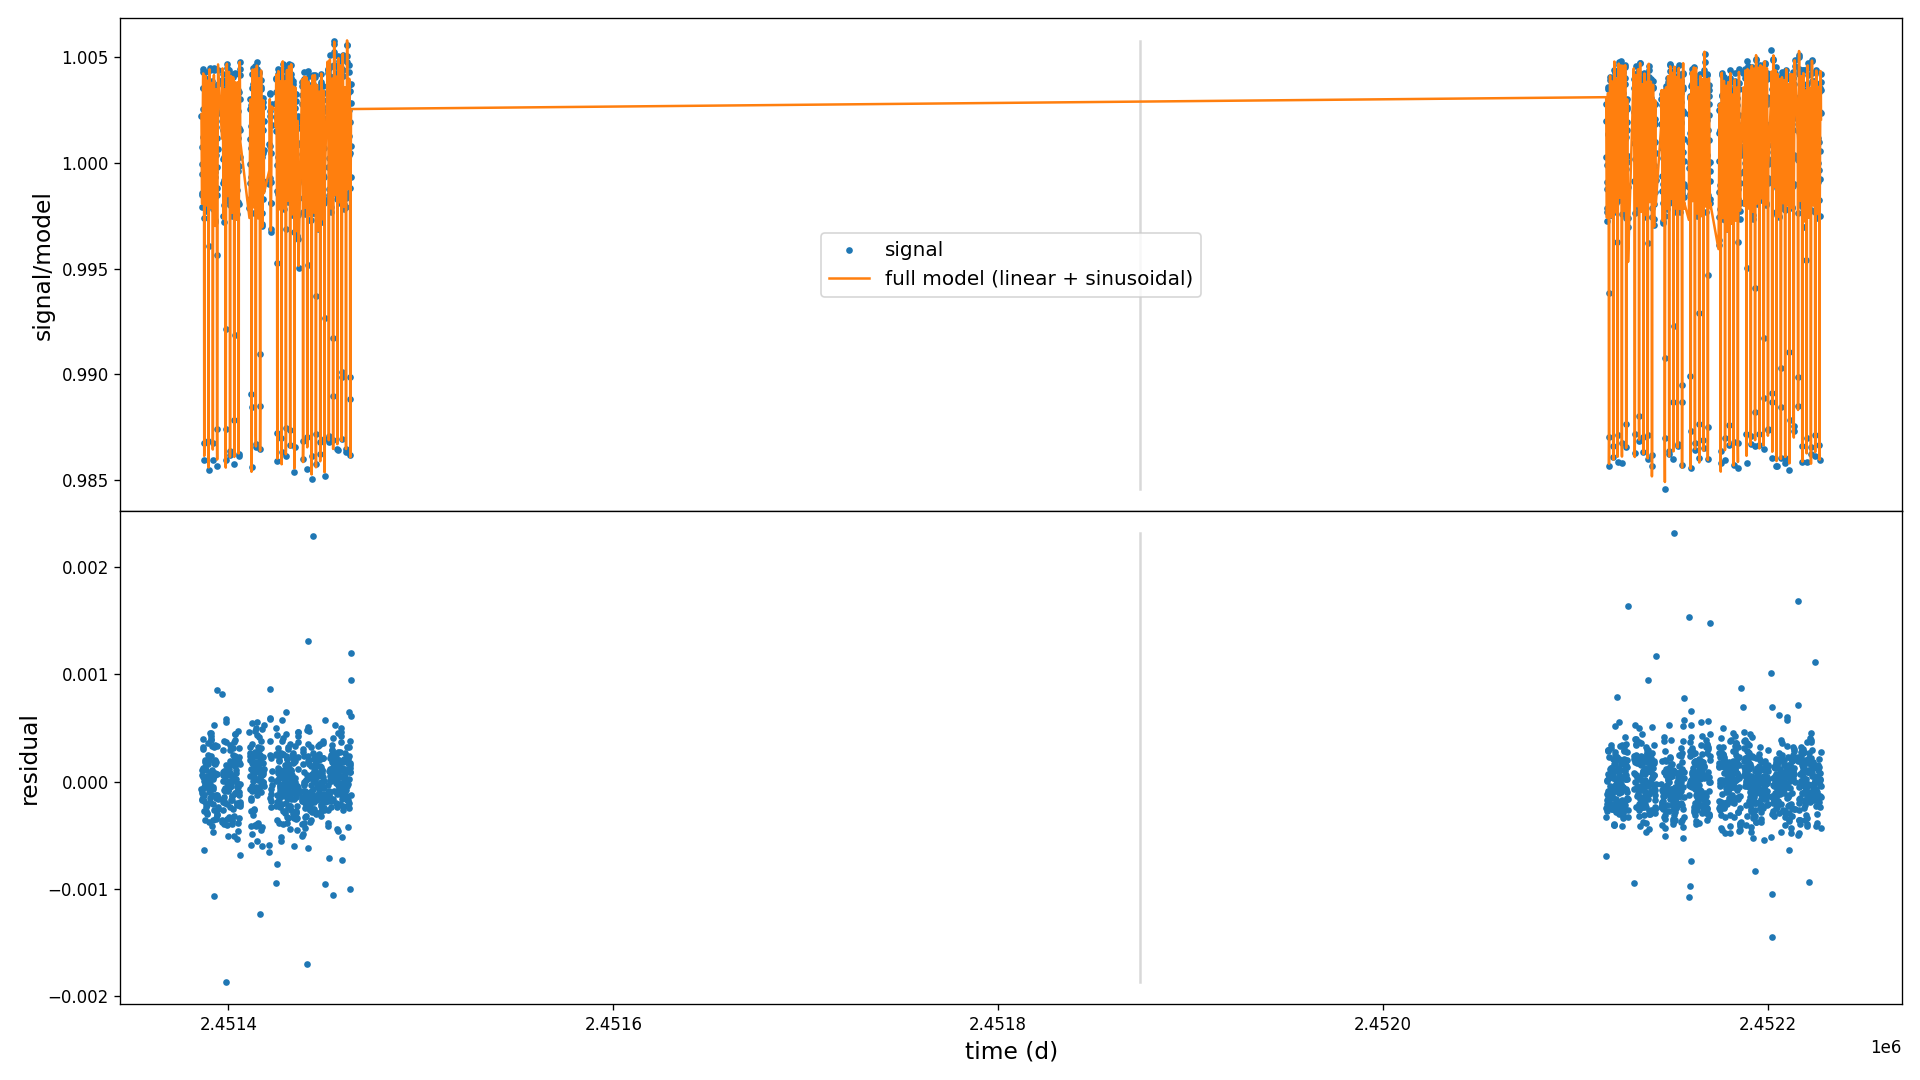 1.005
1.000
0.995
0.990
0.985
signal/model
signal
full model (linear + sinusoidal)
0.002
0.001
0.000
−0.001
−0.002
residual
2.4514
2.4516
2.4518
2.4520
2.4522
1e6
time (d)